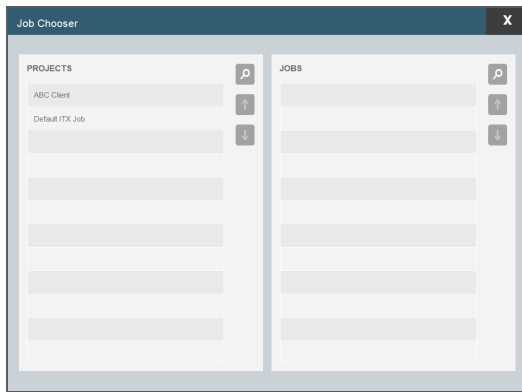 Job Chooser
X
PROJECTS
ABC Client
Default ITX Job
JOBS